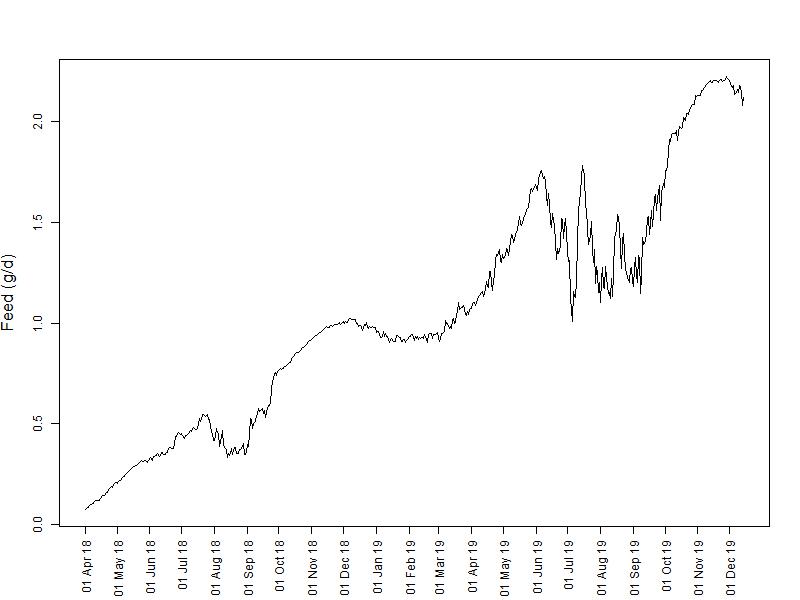 Feed (g/d)
2.0
1.5
1.0
0.5
0.0
01 Apr 18
01 May 18
01 Jun 18
01 Jul 18
01 Aug 18
01 Sep 18
01 Oct 18
01 Nov 18
01 Dec 18
01 Jan 19
01 Feb 19
01 Mar 19
01 Apr 19
01 May 19
01 Jun 19
01 Jul 19
01 Aug 19
01 Sep 19
01 Oct 19
01 Nov 19
01 Dec 19